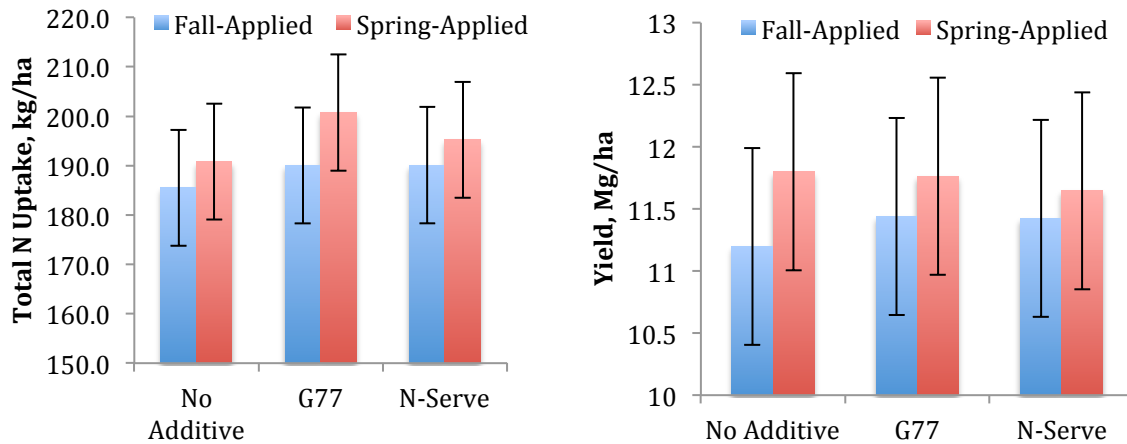 Total N Uptake, kg/ha
220.0
210.0
200.0
190.0
180.0
170.0
160.0
150.0
Fall-Applied Spring-Applied
No
Additive
G77
N-Serve
Yield, Mg/ha
13
12.5
12
11.5
11
10.5
10
Fall-Applied Spring-Applied
No Additive
G77
N-Serve